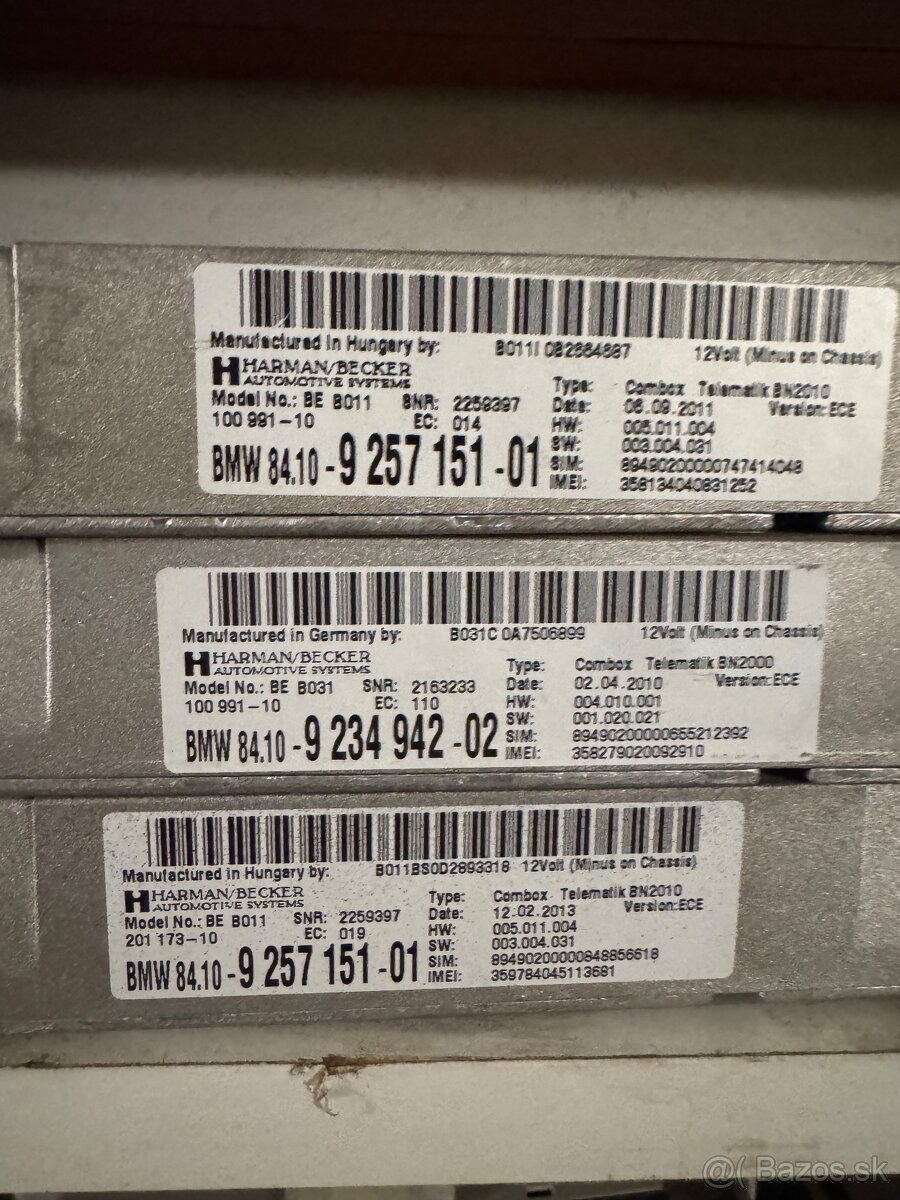 Manufactured in Hungary by: B011I 0B2664687 12Volt (Minus on Chassis)
HARMAN/BECKER
AUTOMOTIVE SYSTEMS
Model No.: BE B011 SNR: 2259397
100 991-10 EC: 014
BMW 84.10 - 9 257 151 - 01
Type: Combox Telematik BN2010
Date: 06.09.2011 Version: ECE
HW: 005.011.004
SW: 003.004.031
SIM: 89490200000747414048
IMEI: 358134040831252
Manufactured in Germany by: B031C 0A7506899 12Volt (Minus on Chassis)
HARMAN/BECKER
AUTOMOTIVE SYSTEMS
Model No.: BE B031 SNR: 2163233
100 991-10 EC: 110
BMW 84.10 - 9 234 942 - 02
Type: Combox Telematik BN2000
Date: 02.04.2010 Version: ECE
HW: 004.010.001
SW: 001.020.021
SIM: 89490200000655212392
IMEI: 358279020092910
Manufactured in Hungary by: B011BS0D2893318 12Volt (Minus on Chassis)
HARMAN/BECKER
AUTOMOTIVE SYSTEMS
Model No.: BE B011 SNR: 2259397
201 173-10 EC: 019
BMW 84.10 - 9 257 151 - 01
Type: Combox Telematik BN2010
Date: 12.02.2013 Version: ECE
HW: 005.011.004
SW: 003.004.031
SIM: 89490200000848856618
IMEI: 359784045113681
@( Bazos.sk